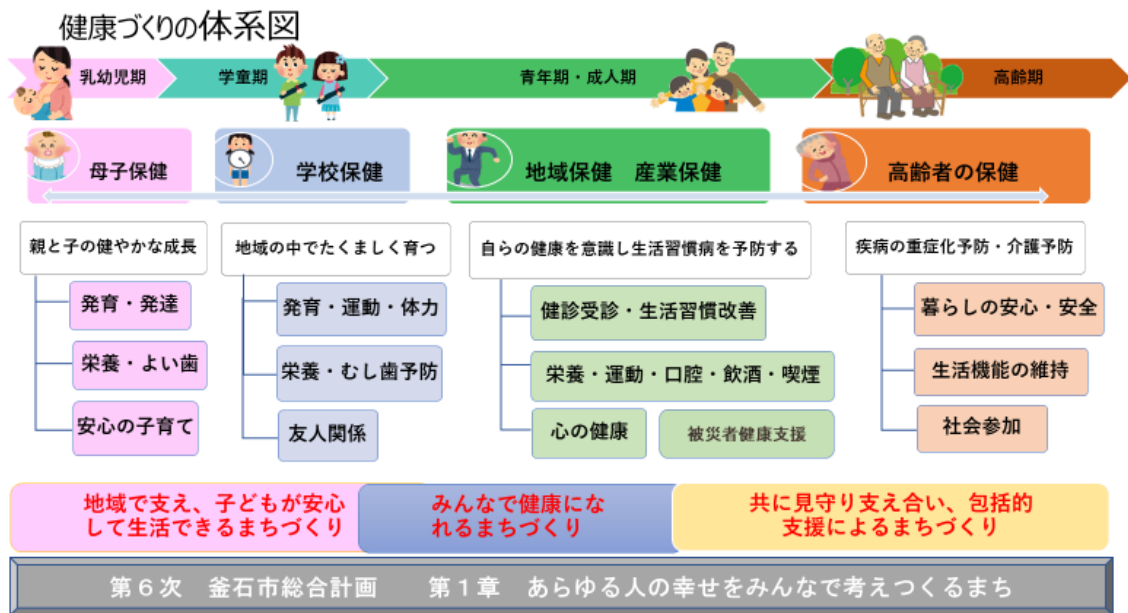 健康づくりの体系図
乳幼児期
学童期
青年期・成人期
高齢期
母子保健
学校保健
地域保健　産業保健
高齢者の保健
親と子の健やかな成長
発育・発達
栄養・よい歯
安心の子育て
地域の中でたくましく育つ
発育・運動・体力
栄養・むし歯予防
友人関係
自らの健康を意識し生活習慣病を予防する
健診受診・生活習慣改善
栄養・運動・口腔・飲酒・喫煙
心の健康
被災者健康支援
疾病の重症化予防・介護予防
暮らしの安心・安全
生活機能の維持
社会参加
地域で支え、子どもが安心
して生活できるまちづくり
みんなで健康にな
れるまちづくり
共に見守り支え合い、包括的
支援によるまちづくり
第６次　釜石市総合計画　　第１章　あらゆる人の幸せをみんなで考えつくるまち